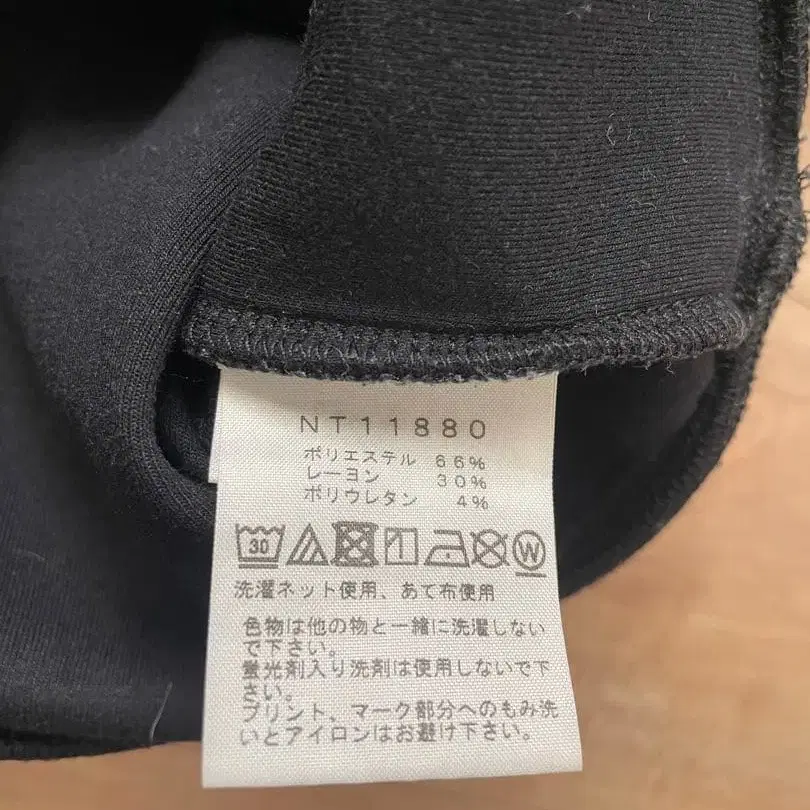 NT11880
ポリエステル 66%
レーヨン 30%
ポリウレタン 4%
30 W
洗濯ネット使用、あて布使用
色物は他の物と一緒に洗濯しない
で下さい。
蛍光剤入り洗剤は使用しないで下
さい。
プリント、マーク部分へのもみ洗
いとアイロンはお避け下さい。